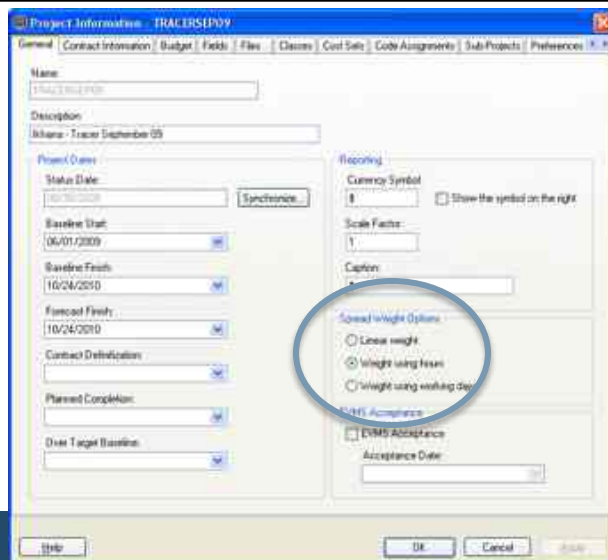 Project Information - TRACERSEP09
General Contract Information Budget Fields Files Classes Cost Sets Code Assignments Sub-Projects Preferences
Name:
TRACERSEP09
Description:
Tracer September 09
Project Dates
Status Date:
Synchronize...
Baseline Start:
06/01/2009
Baseline Finish:
10/24/2010
Forecast Finish:
10/24/2010
Contract Definitization:
Planned Completion:
Over Target Baseline:
Reporting
Currency Symbol
$ Show the symbol on the right
Scale Factor:
1
Caption:
Spread Weight Options
Linear weight
Weight using hours
Weight using working day
EVMS Acceptance
EVMS Acceptance
Acceptance Date:
Help OK Cancel Apply